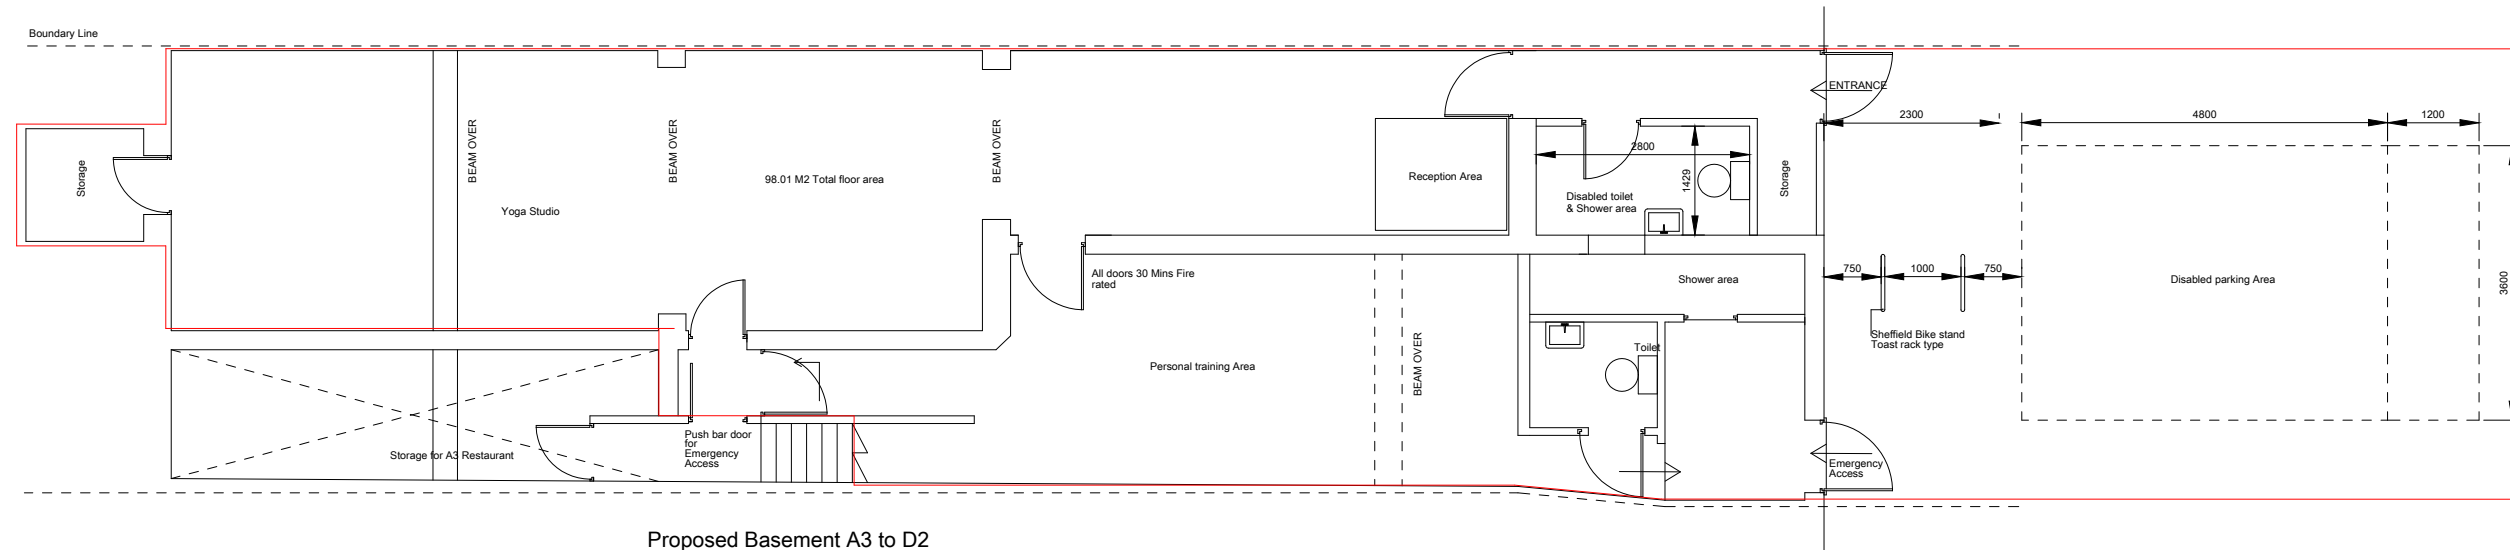 Boundary Line
ENTRANCE
2300
4800
1200
BEAM OVER
BEAM OVER
BEAM OVER
2800
Storage
98.01 M2 Total floor area
Reception Area
1429
Storage
Disabled toilet
& Shower area
Yoga Studio
All doors 30 Mins Fire
rated
Shower area
750
1000
750
Disabled parking Area
3600
Sheffield Bike stand
Toast rack type
Toilet
Personal training Area
BEAM OVER
Push bar door
for
Emergency
Access
Storage for A3 Restaurant
Emergency
Access
Proposed Basement A3 to D2